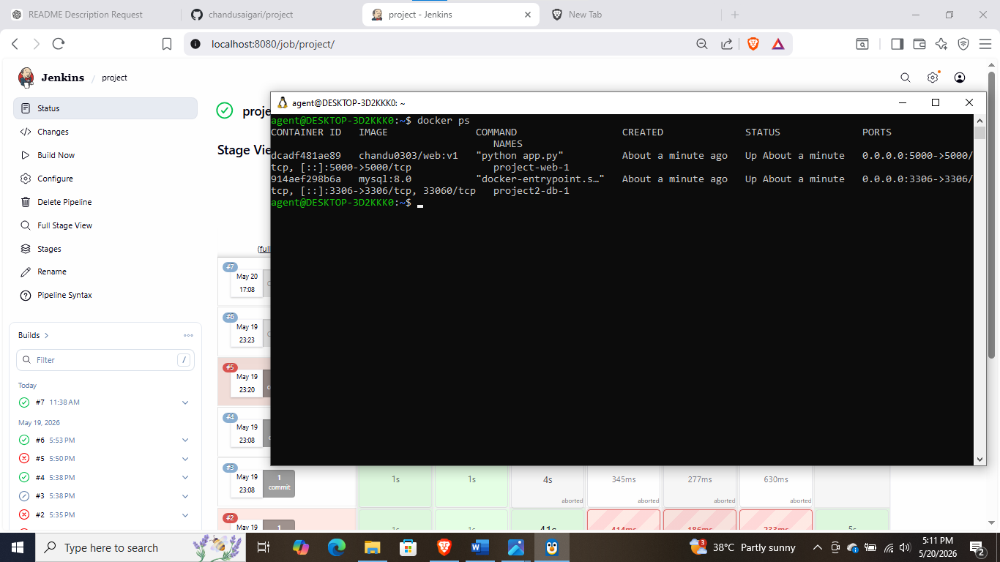 README Description Request
chandusaigari/project
project - Jenkins
New Tab
localhost:8080/job/project/
Jenkins / project
Status
Changes
Build Now
Configure
Delete Pipeline
Full Stage View
Stages
Rename
Pipeline Syntax
Builds
Filter
/
Today
#7 11:38 AM
May 19, 2026
#6 5:53 PM
#5 5:50 PM
#4 5:38 PM
#3 5:38 PM
#2 5:35 PM
proje
Stage Vie
(full
#7
May 20
17:08
#6
May 19
23:23
#5
May 19
23:20
#4
May 19
23:08
#3
May 19
23:08
1
commit
1s 1s 4s 345ms 277ms 630ms
aborted aborted aborted aborted
#2
May 19
1
1s 1s 41s 414ms 186ms 233ms 5s
agent@DESKTOP-3D2KKK0: ~
agent@DESKTOP-3D2KKK0:~$ docker ps
CONTAINER ID IMAGE COMMAND CREATED STATUS PORTS
NAMES
dcadf481ae89 chandu0303/web:v1 "python app.py" About a minute ago Up About a minute 0.0.0.0:5000->5000/
tcp, [::]:5000->5000/tcp project-web-1
914aef298b6a mysql:8.0 "docker-entrypoint.s…" About a minute ago Up About a minute 0.0.0.0:3306->3306/
tcp, [::]:3306->3306/tcp, 33060/tcp project2-db-1
agent@DESKTOP-3D2KKK0:~$
Type here to search
3
38°C Partly sunny
5:11 PM
5/20/2026
2